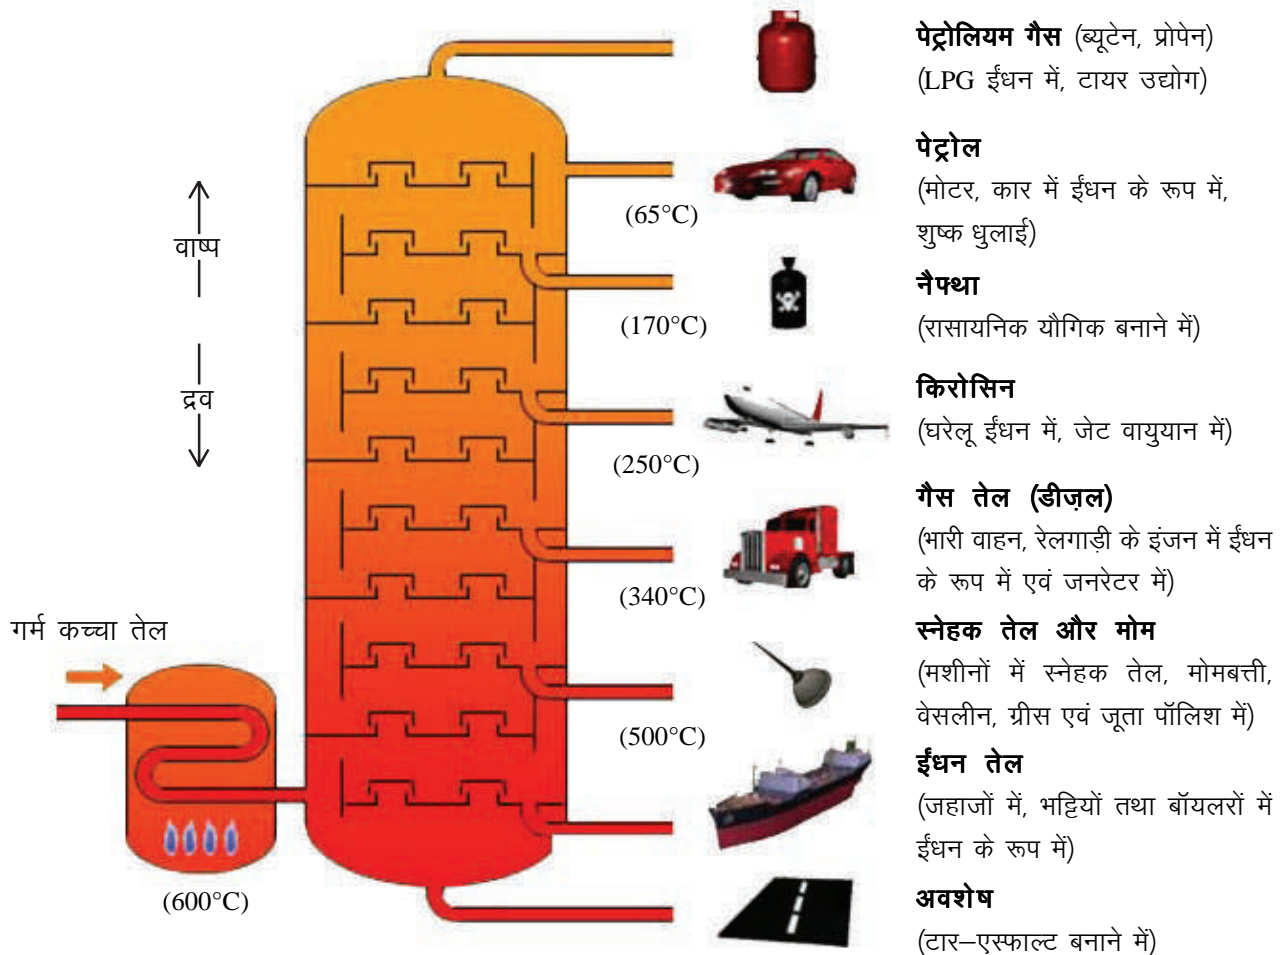 पेट्रोलियम गैस (ब्यूटेन, प्रोपेन)
(LPG ईंधन में, टायर उद्योग)
पेट्रोल
(मोटर, कार में ईंधन के रूप में,
शुष्क धुलाई)
(65°C)
वाष्प
नैफ्था
(रासायनिक यौगिक बनाने में)
(170°C)
किरोसिन
(घरेलू ईंधन में, जेट वायुयान में)
द्रव
(250°C)
गैस तेल (डीज़ल)
(भारी वाहन, रेलगाड़ी के इंजन में ईंधन
के रूप में एवं जनरेटर में)
(340°C)
गर्म कच्चा तेल
स्नेहक तेल और मोम
(मशीनों में स्नेहक तेल, मोमबत्ती,
वेसलीन, ग्रीस एवं जूता पॉलिश में)
(500°C)
ईंधन तेल
(जहाजों में, भट्टियों तथा बॉयलरों में
ईंधन के रूप में)
(600°C)
अवशेष
(टार–एस्फाल्ट बनाने में)